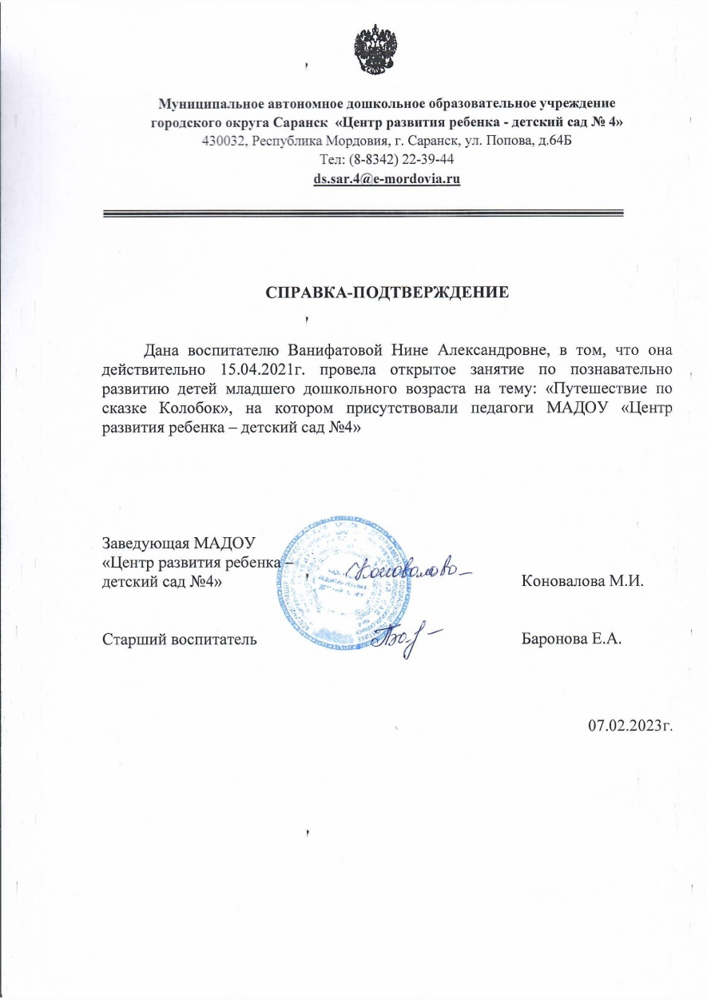 Муниципальное автономное дошкольное образовательное учреждение
городского округа Саранск «Центр развития ребенка - детский сад № 4»
430032, Республика Мордовия, г. Саранск, ул. Попова, д.64Б
Тел: (8-8342) 22-39-44
ds.sar.4@e-mordovia.ru
СПРАВКА-ПОДТВЕРЖДЕНИЕ
Дана воспитателю Ванифатовой Нине Александровне, в том, что она
действительно 15.04.2021г. провела открытое занятие по познавательно
развитию детей младшего дошкольного возраста на тему: «Путешествие по
сказке Колобок», на котором присутствовали педагоги МАДОУ «Центр
развития ребенка – детский сад №4»
Заведующая МАДОУ
«Центр развития ребенка –
детский сад №4» Коновалова Коновалова М.И.
Старший воспитатель Баронова Е.А.
07.02.2023г.